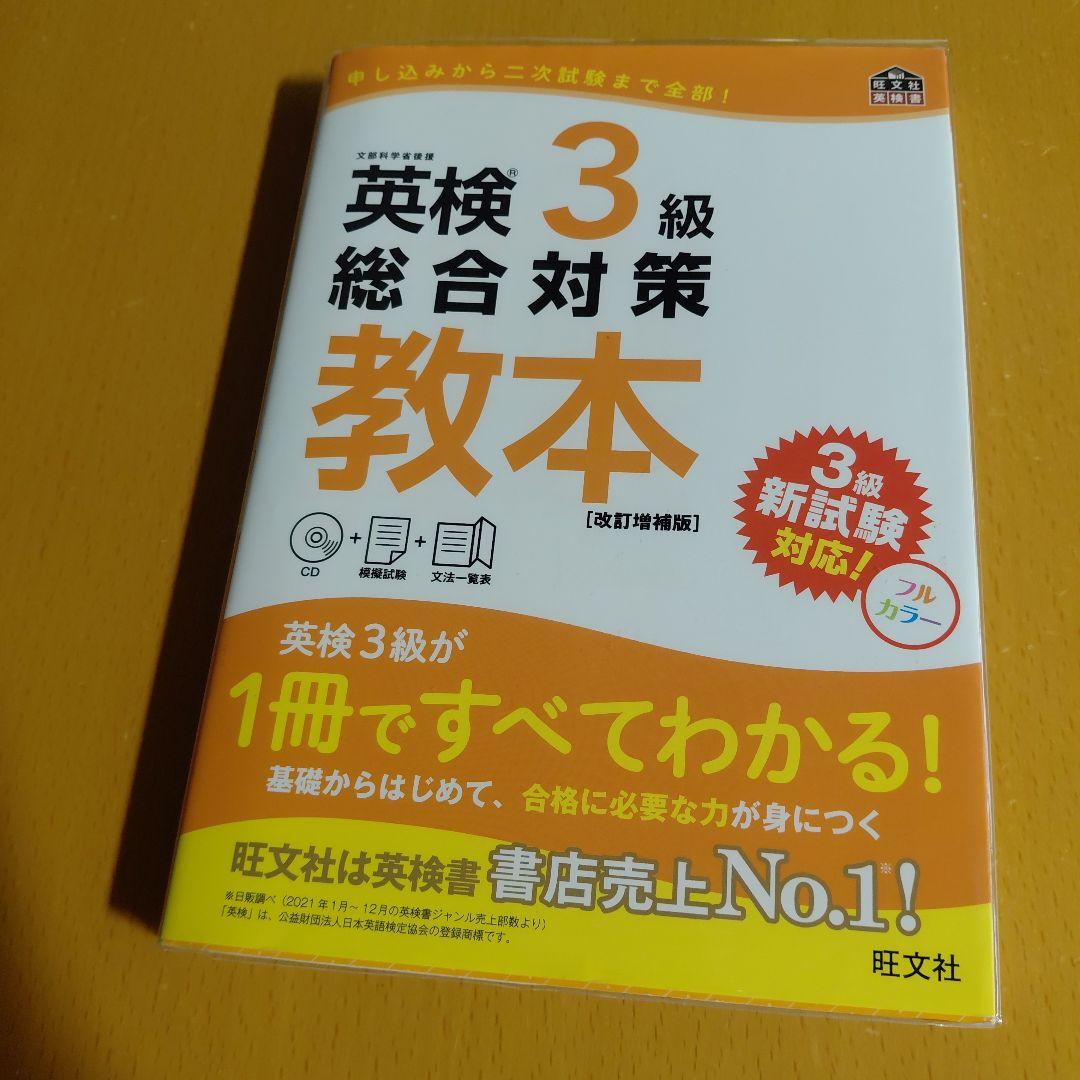 申し込みから二次試験まで全部!
旺文社
英検書
文部科学省後援
英検® 3級
総合対策
教本
[改訂増補版]
3級
新試験
対応!
フル
カラー
CD + 模擬試験 + 文法一覧表
英検3級が
1冊ですべてわかる!
基礎からはじめて、合格に必要な力が身につく
旺文社は英検書 書店売上No.1※!
※日販調べ(2021年1月~12月の英検書ジャンル売上部数より)
「英検」は、公益財団法人日本英語検定協会の登録商標です。
旺文社